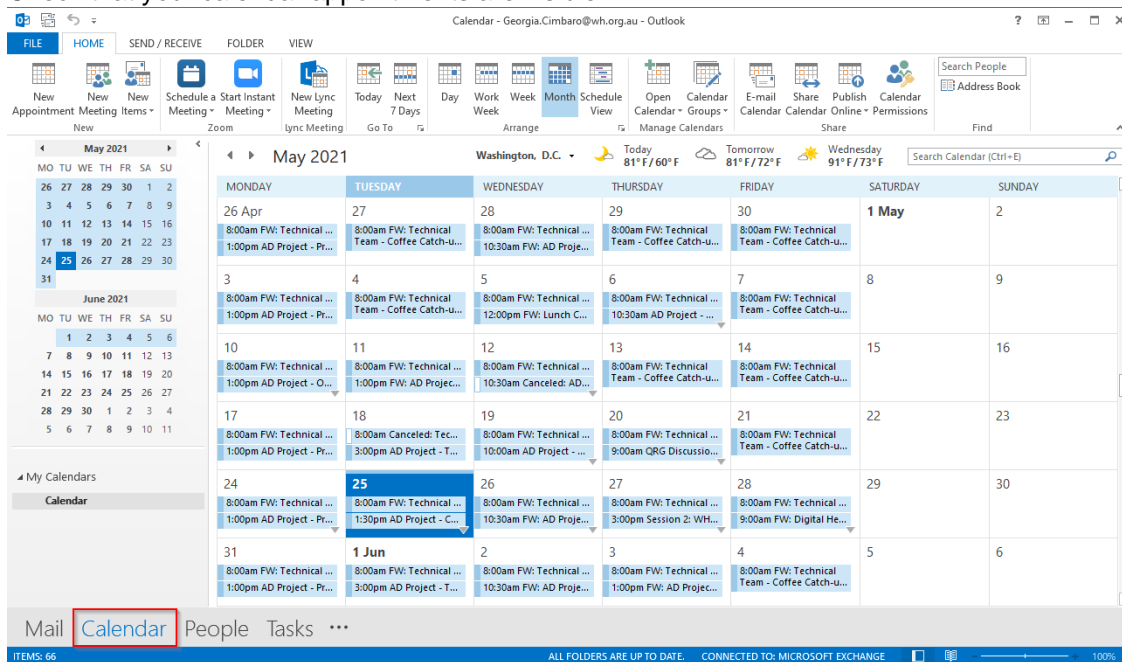 Calendar - Georgia.Cimbaro@wh.org.au - Outlook
FILE HOME SEND / RECEIVE FOLDER VIEW
New Appointment New Meeting New Items Schedule a Meeting Start Instant Meeting New Lync Meeting Today Next 7 Days Day Work Week Week Month Schedule View Open Calendar Calendar Groups E-mail Calendar Share Calendar Publish Online Calendar Permissions Search People
Address Book
New Zoom Lync Meeting Go To Arrange Manage Calendars Share Find
May 2021
MO TU WE TH FR SA SU
26 27 28 29 30 1 2
3 4 5 6 7 8 9
10 11 12 13 14 15 16
17 18 19 20 21 22 23
24 25 26 27 28 29 30
31
June 2021
MO TU WE TH FR SA SU
1 2 3 4 5 6
7 8 9 10 11 12 13
14 15 16 17 18 19 20
21 22 23 24 25 26 27
28 29 30 1 2 3 4
5 6 7 8 9 10 11
My Calendars
Calendar
May 2021 Washington, D.C. Today 81°F/60°F Tomorrow 81°F/72°F Wednesday 91°F/73°F Search Calendar (Ctrl+E)
MONDAY TUESDAY WEDNESDAY THURSDAY FRIDAY SATURDAY SUNDAY
26 Apr 27 28 29 30 1 May 2
8:00am FW: Technical ... 8:00am FW: Technical Team - Coffee Catch-u... 8:00am FW: Technical ... 8:00am FW: Technical Team - Coffee Catch-u... 8:00am FW: Technical Team - Coffee Catch-u...
1:00pm AD Project - Pr... 10:30am FW: AD Proje...
3 4 5 6 7 8 9
8:00am FW: Technical ... 8:00am FW: Technical Team - Coffee Catch-u... 8:00am FW: Technical ... 8:00am FW: Technical ... 8:00am FW: Technical Team - Coffee Catch-u...
1:00pm AD Project - Pr... 12:00pm FW: Lunch C... 10:30am AD Project - ...
10 11 12 13 14 15 16
8:00am FW: Technical ... 8:00am FW: Technical ... 8:00am FW: Technical ... 8:00am FW: Technical Team - Coffee Catch-u... 8:00am FW: Technical Team - Coffee Catch-u...
1:00pm AD Project - O... 1:00pm FW: AD Projec... 10:30am Canceled: AD...
17 18 19 20 21 22 23
8:00am FW: Technical ... 8:00am Canceled: Tec... 8:00am FW: Technical ... 8:00am FW: Technical ... 8:00am FW: Technical Team - Coffee Catch-u...
1:00pm AD Project - Pr... 3:00pm AD Project - T... 10:00am AD Project - ... 9:00am QRG Discussio...
24 25 26 27 28 29 30
8:00am FW: Technical ... 8:00am FW: Technical ... 8:00am FW: Technical ... 8:00am FW: Technical ... 8:00am FW: Technical ...
1:00pm AD Project - Pr... 1:30pm AD Project - C... 10:30am FW: AD Proje... 3:00pm Session 2: WH... 9:00am FW: Digital He...
31 1 Jun 2 3 4 5 6
8:00am FW: Technical ... 8:00am FW: Technical ... 8:00am FW: Technical ... 8:00am FW: Technical ... 8:00am FW: Technical Team - Coffee Catch-u...
1:00pm AD Project - Pr... 3:00pm AD Project - T... 10:30am FW: AD Proje... 1:00pm FW: AD Projec...
Mail Calendar People Tasks ...
ITEMS: 66 ALL FOLDERS ARE UP TO DATE. CONNECTED TO: MICROSOFT EXCHANGE 100%